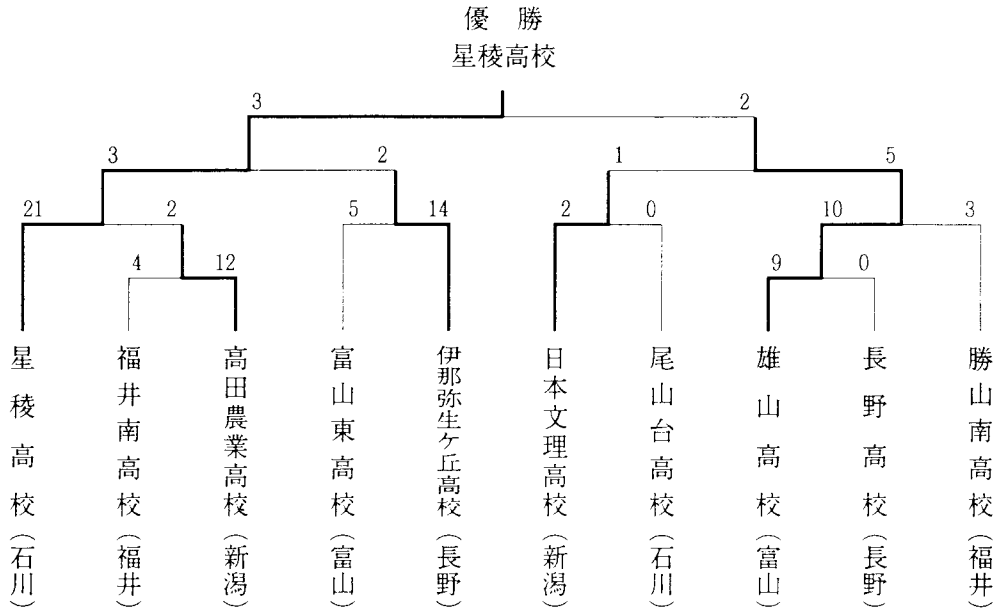 優勝
星稜高校
3 2
3 2 1 5
21 2 5 14 2 0 10 3
4 12 9 0
星稜高校(石川)
福井南高校(福井)
高田農業高校(新潟)
富山東高校(富山)
伊那弥生ケ丘高校(長野)
日本文理高校(新潟)
尾山台高校(石川)
雄山高校(富山)
長野高校(長野)
勝山南高校(福井)